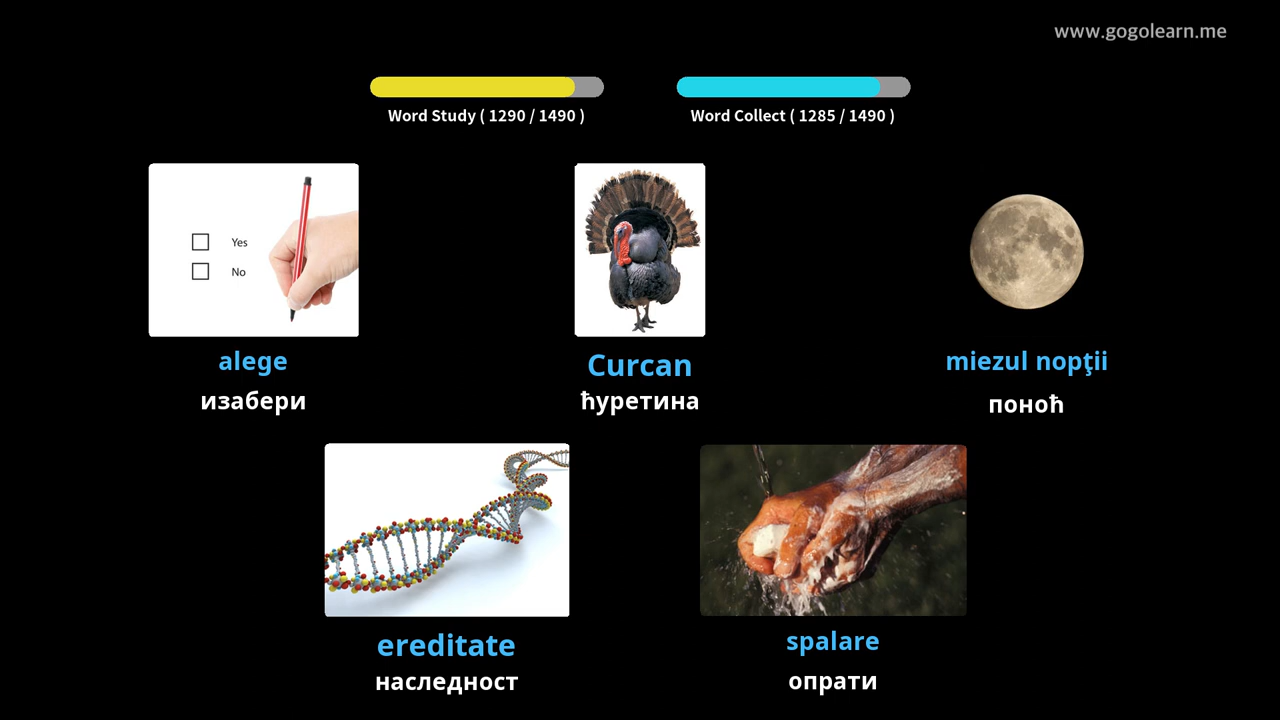 www.gogolearn.me
Word Study ( 1290 / 1490 )
Word Collect ( 1285 / 1490 )
Yes
No
alege
Curcan
miezul nopţii
изабери
ћуретина
поноћ
ereditate
spalare
наследност
опрати